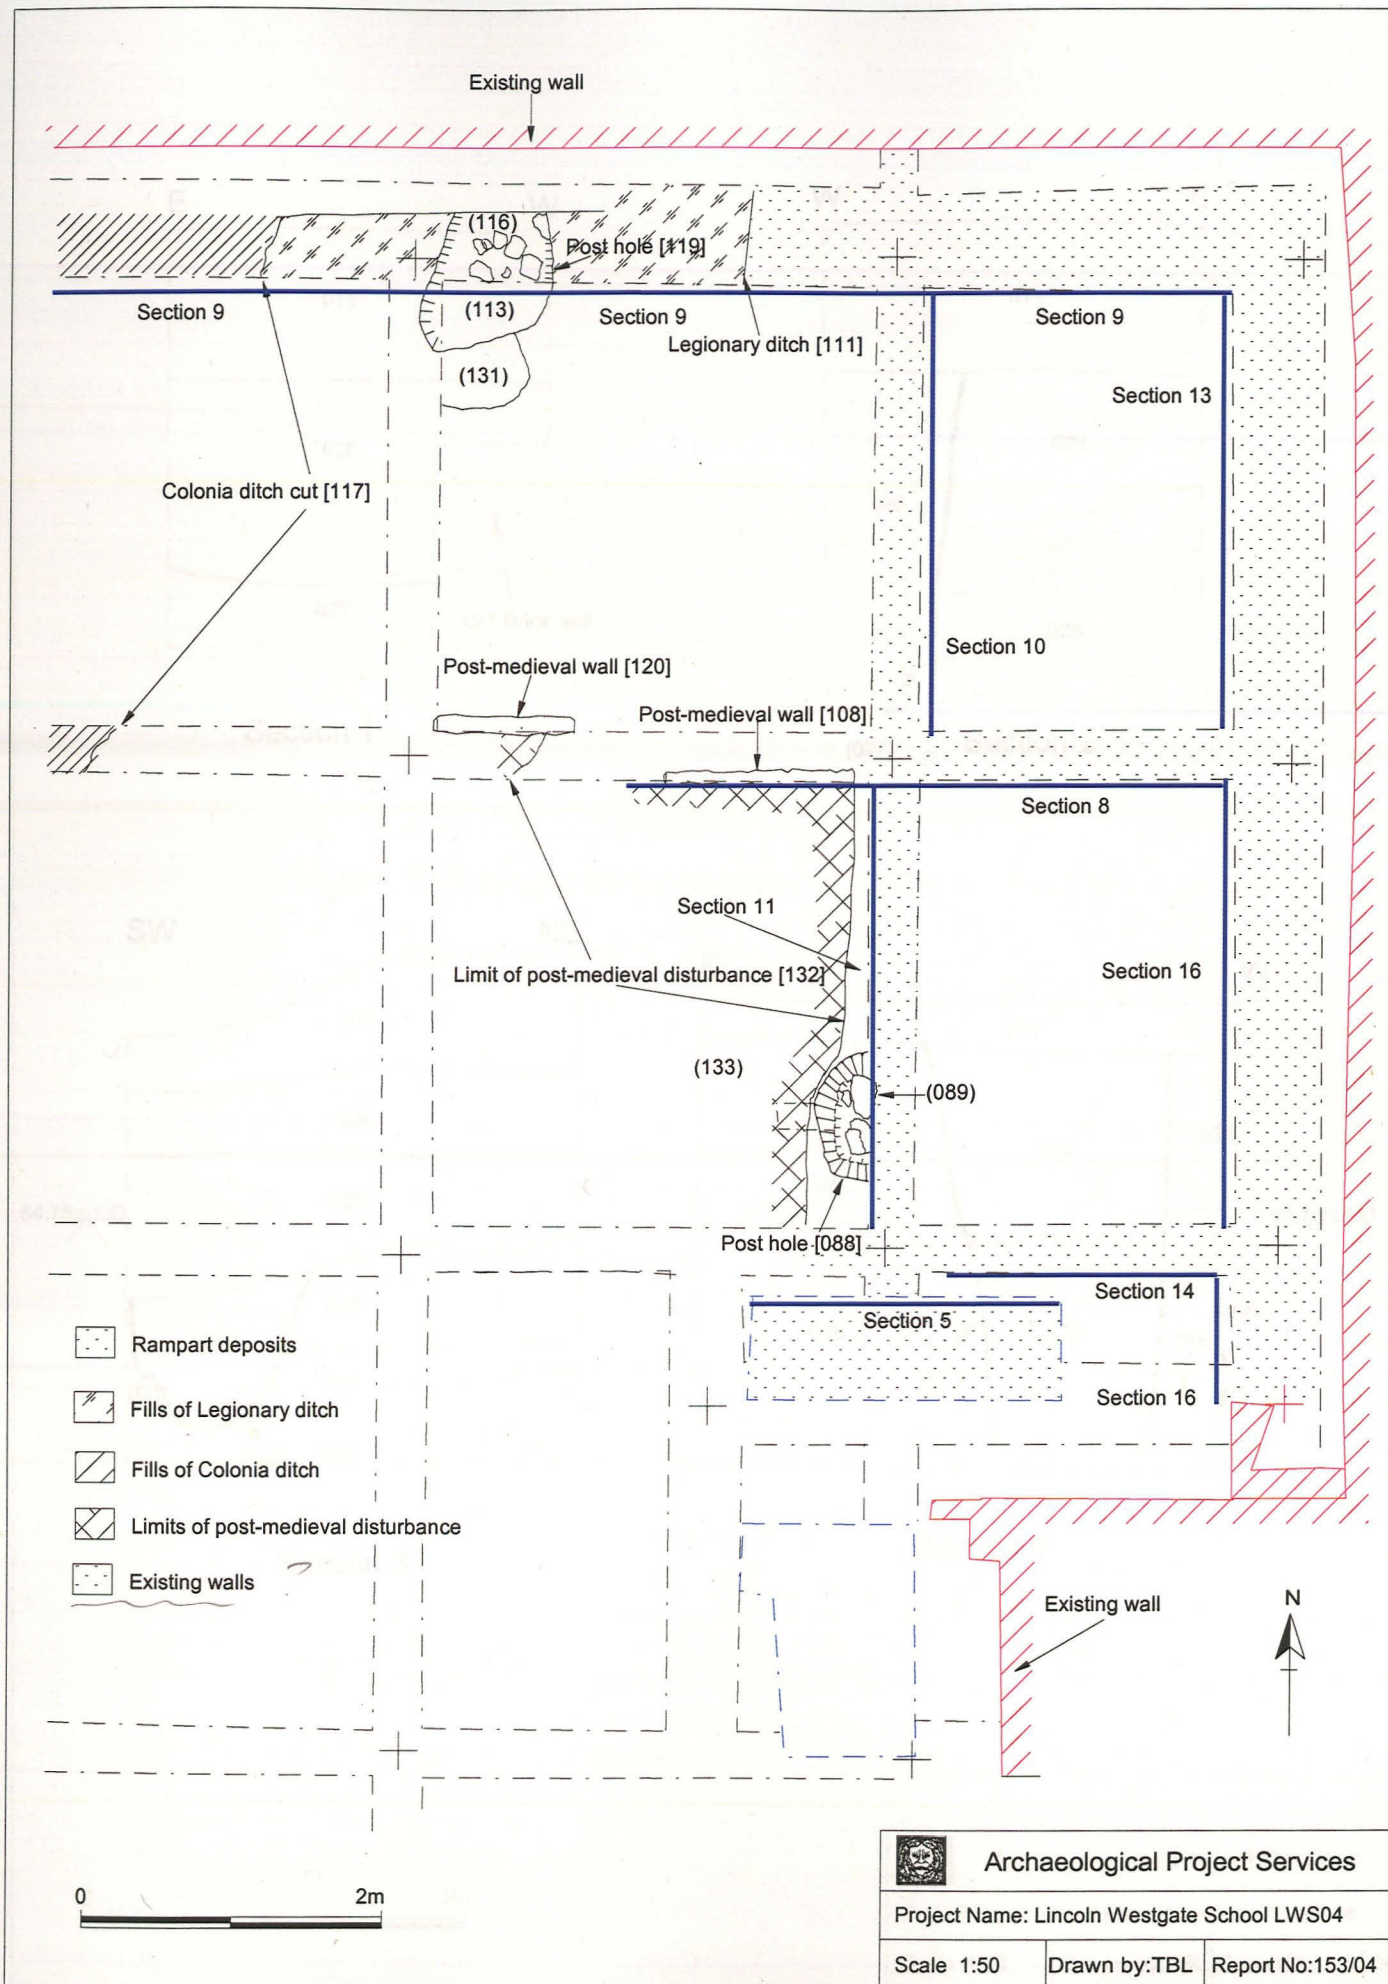 Existing wall
(116)
Post hole [119]
Section 9
(113)
Section 9
Section 9
Legionary ditch [111]
(131)
Section 13
Colonia ditch cut [117]
Section 10
Post-medieval wall [120]
Post-medieval wall [108]
Section 8
Section 11
Limit of post-medieval disturbance [132]
Section 16
(133)
(089)
Post hole [088]
Section 14
Section 5
Section 16
Rampart deposits
Fills of Legionary ditch
Fills of Colonia ditch
Limits of post-medieval disturbance
Existing walls
Existing wall
N
0 2m
Archaeological Project Services
Project Name: Lincoln Westgate School LWS04
Scale 1:50 Drawn by:TBL Report No:153/04